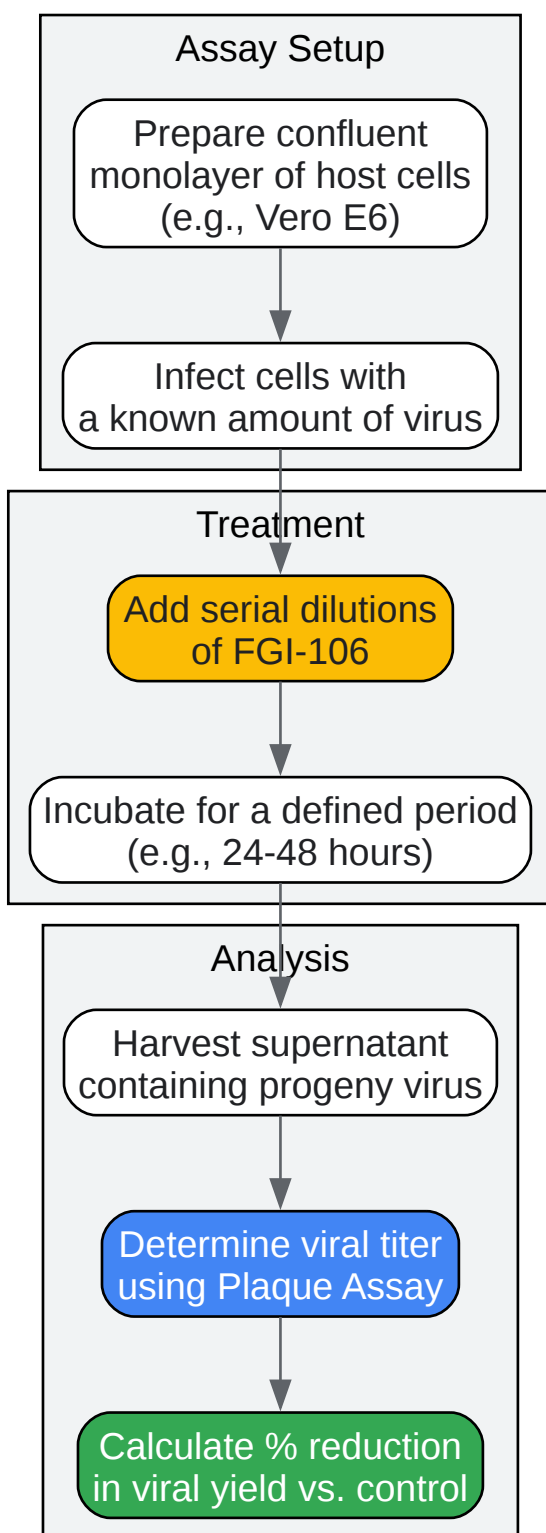 Assay Setup
Prepare confluent
monolayer of host cells
(e.g., Vero E6)
Infect cells with
a known amount of virus
Treatment
Add serial dilutions
of FGI-106
Incubate for a defined period
(e.g., 24-48 hours)
Analysis
Harvest supernatant
containing progeny virus
Determine viral titer
using Plaque Assay
Calculate % reduction
in viral yield vs. control